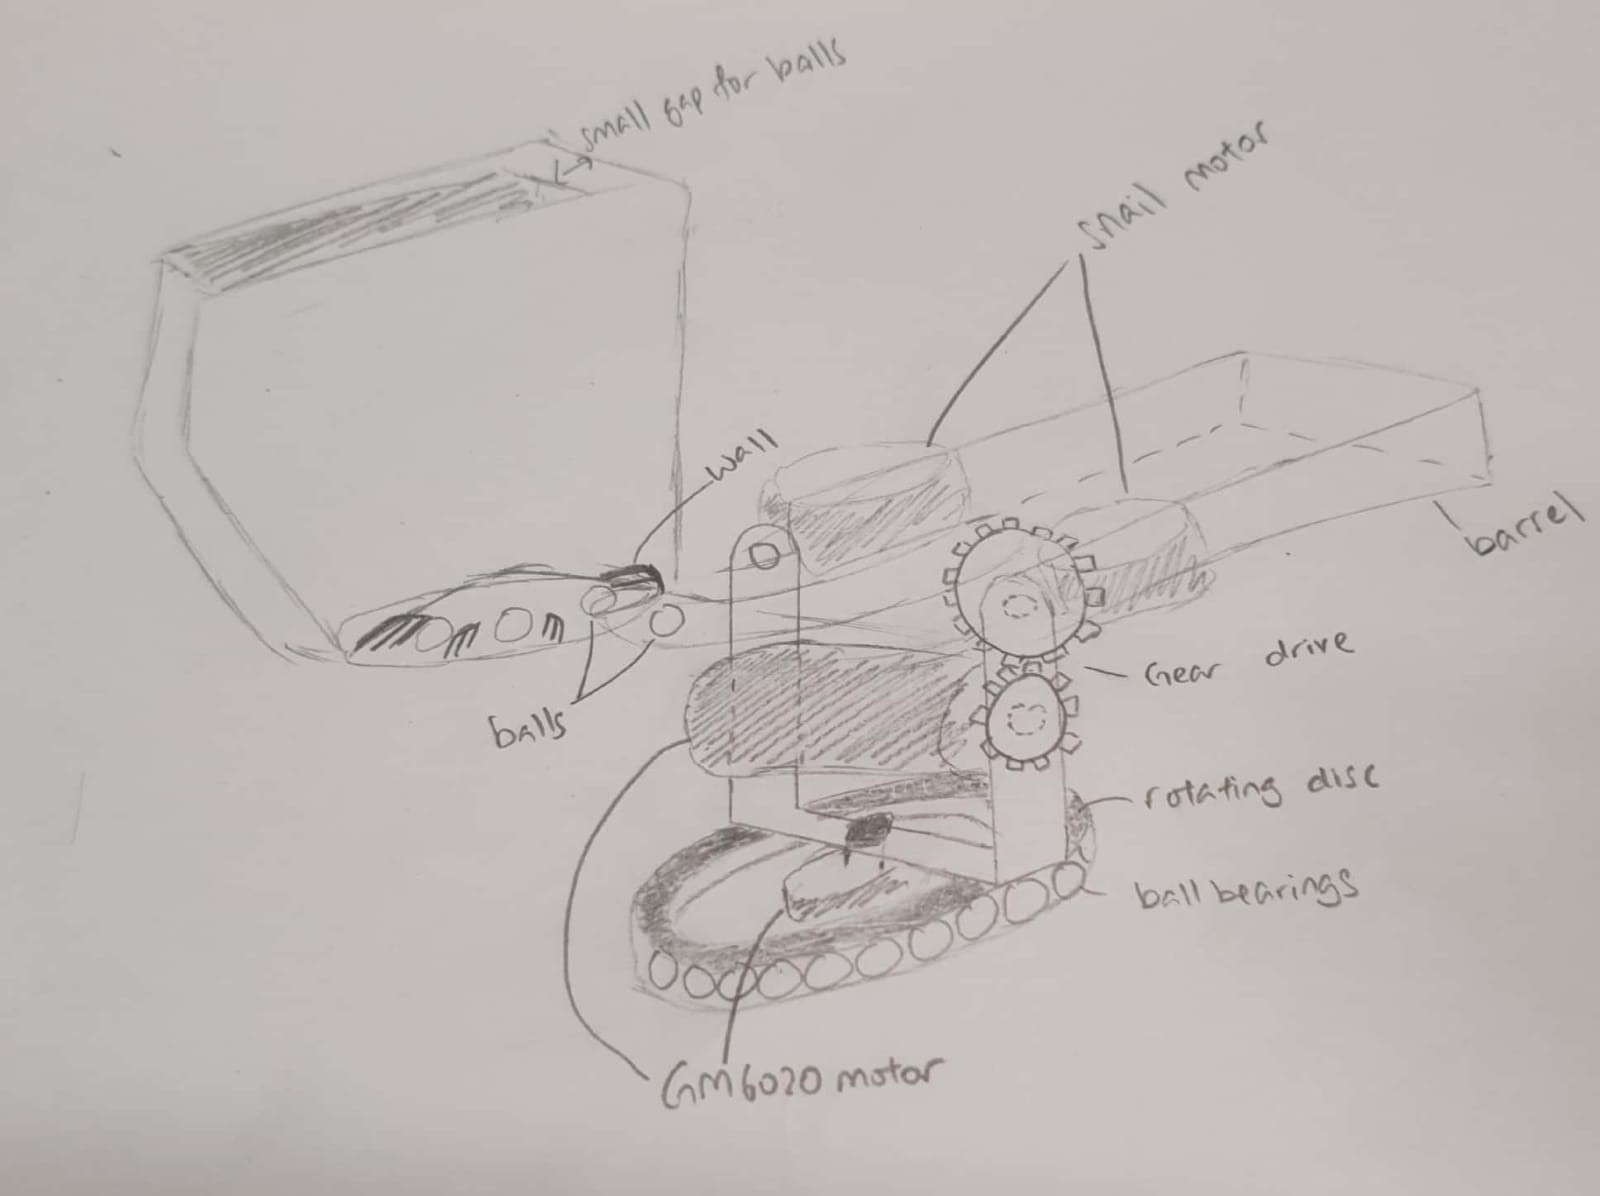 small gap for balls
snail motor
wall
barrel
Gear drive
balls
rotating disc
ball bearings
GM6020 motor